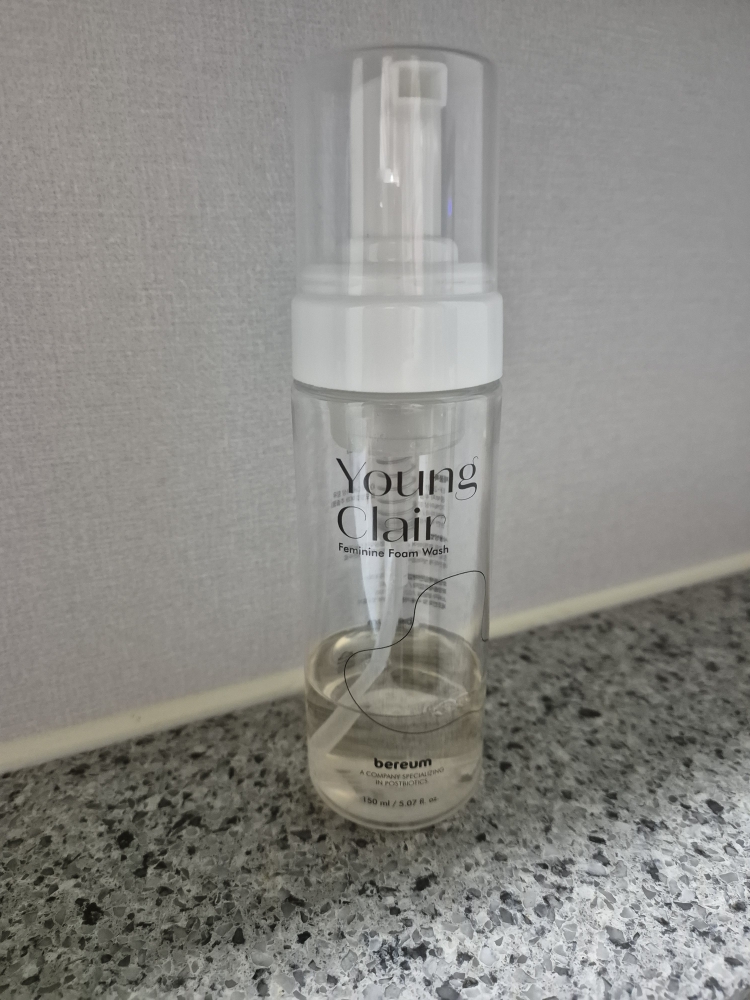 Young
Clair
Feminine Foam Wash
bereum
A COMPANY SPECIALIZING
IN POSTBIOTICS
150 ml / 5.07 fl. oz.